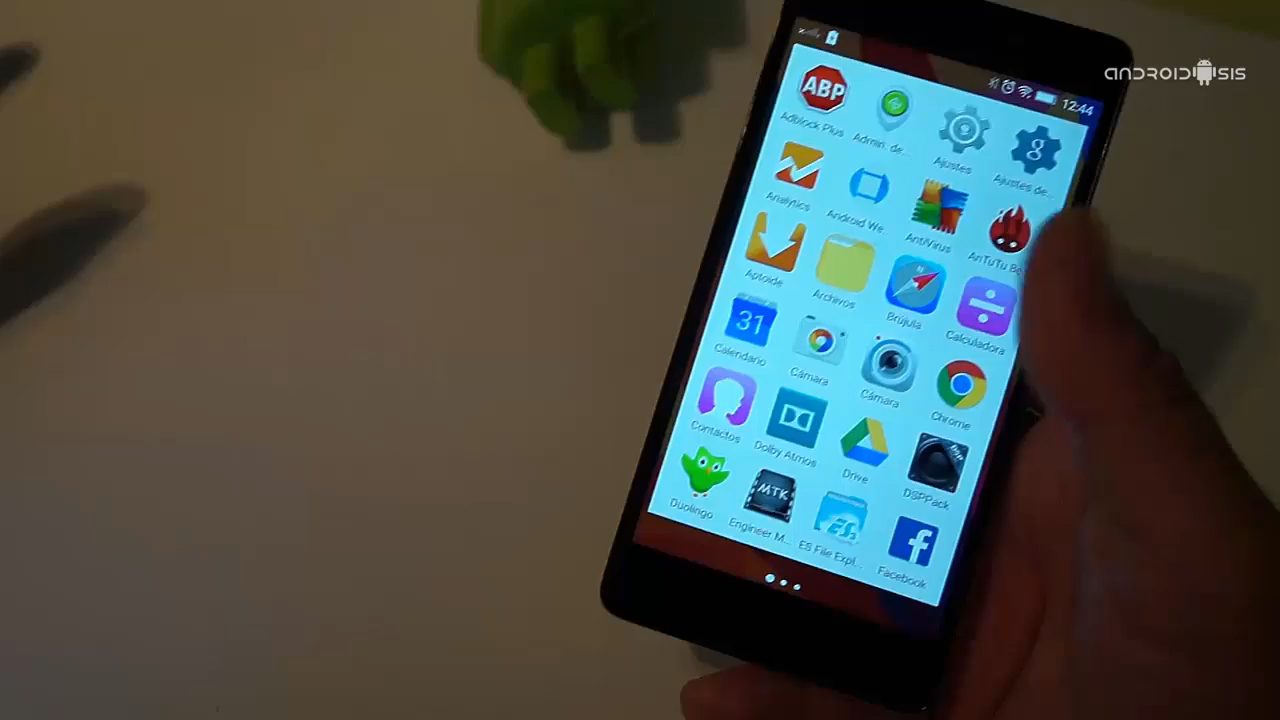 ANDROIDSIS
12:44
ABP
Adblock Plus
Admin. de...
Ajustes
g
Ajustes de...
Analytics
Android We...
AntiVirus
AnTuTu Be
Aptoide
Archivos
N
Brújula
Calculadora
31
Calendario
Cámara
Cámara
Chrome
Contactos
Dolby Atmos
Drive
DSP
DSPPack
Duolingo
MTK
Engineer M...
ES
ES File Expl...
f
Facebook